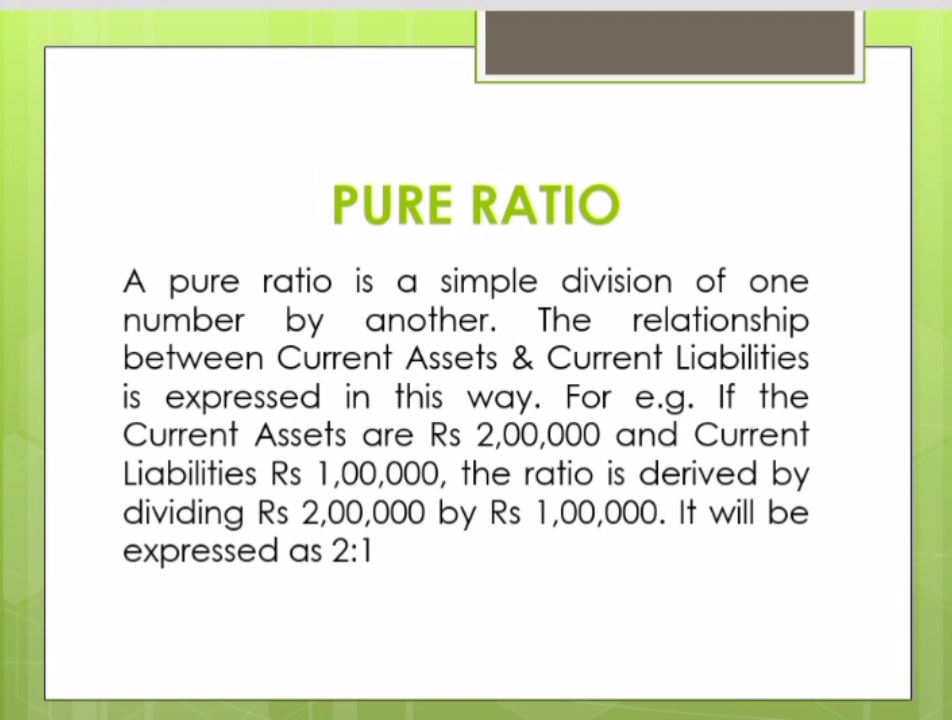 PURE RATIO
A pure ratio is a simple division of one
number by another. The relationship
between Current Assets & Current Liabilities
is expressed in this way. For e.g. If the
Current Assets are Rs 2,00,000 and Current
Liabilities Rs 1,00,000, the ratio is derived by
dividing Rs 2,00,000 by Rs 1,00,000. It will be
expressed as 2:1